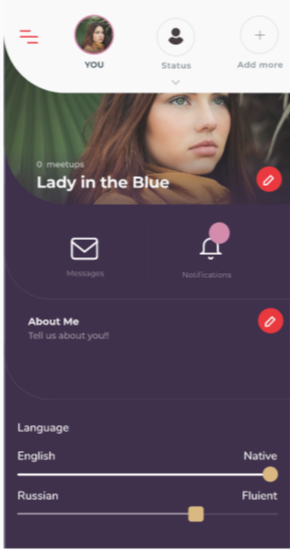 YOU
Status
Add more
0 meetups
Lady in the Blue
Messages
Notifications
About Me
Tell us about you!!
Language
English Native
Russian Fluient